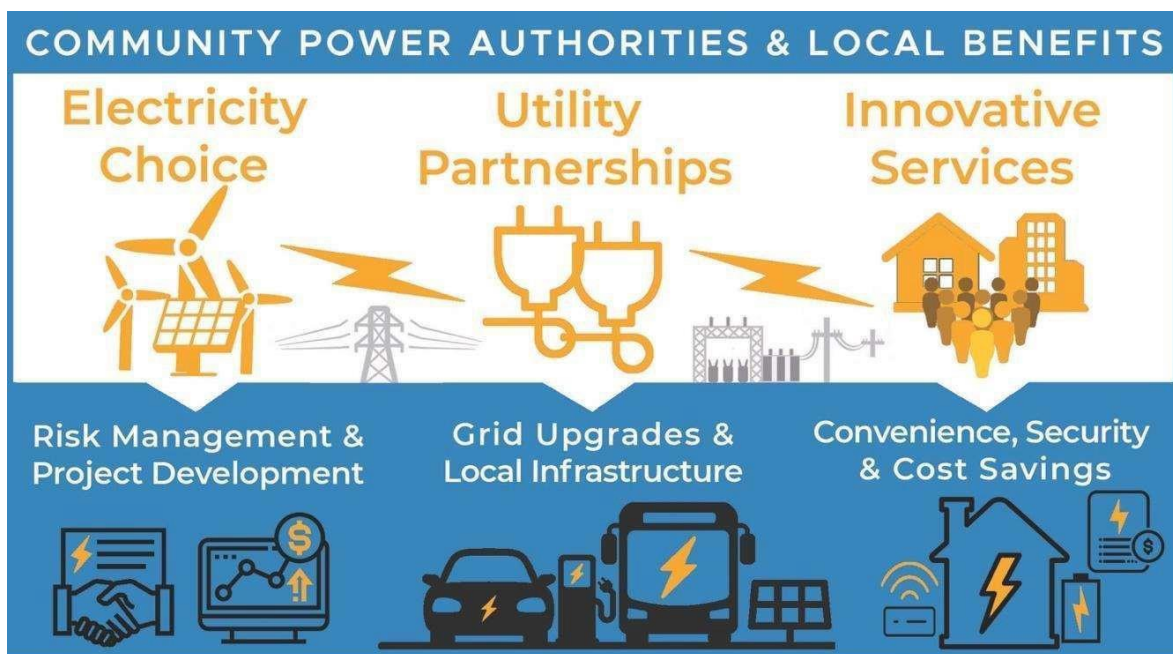 COMMUNITY POWER AUTHORITIES & LOCAL BENEFITS
Electricity
Choice
Utility
Partnerships
Innovative
Services
Risk Management &
Project Development
Grid Upgrades &
Local Infrastructure
Convenience, Security
& Cost Savings
$
$